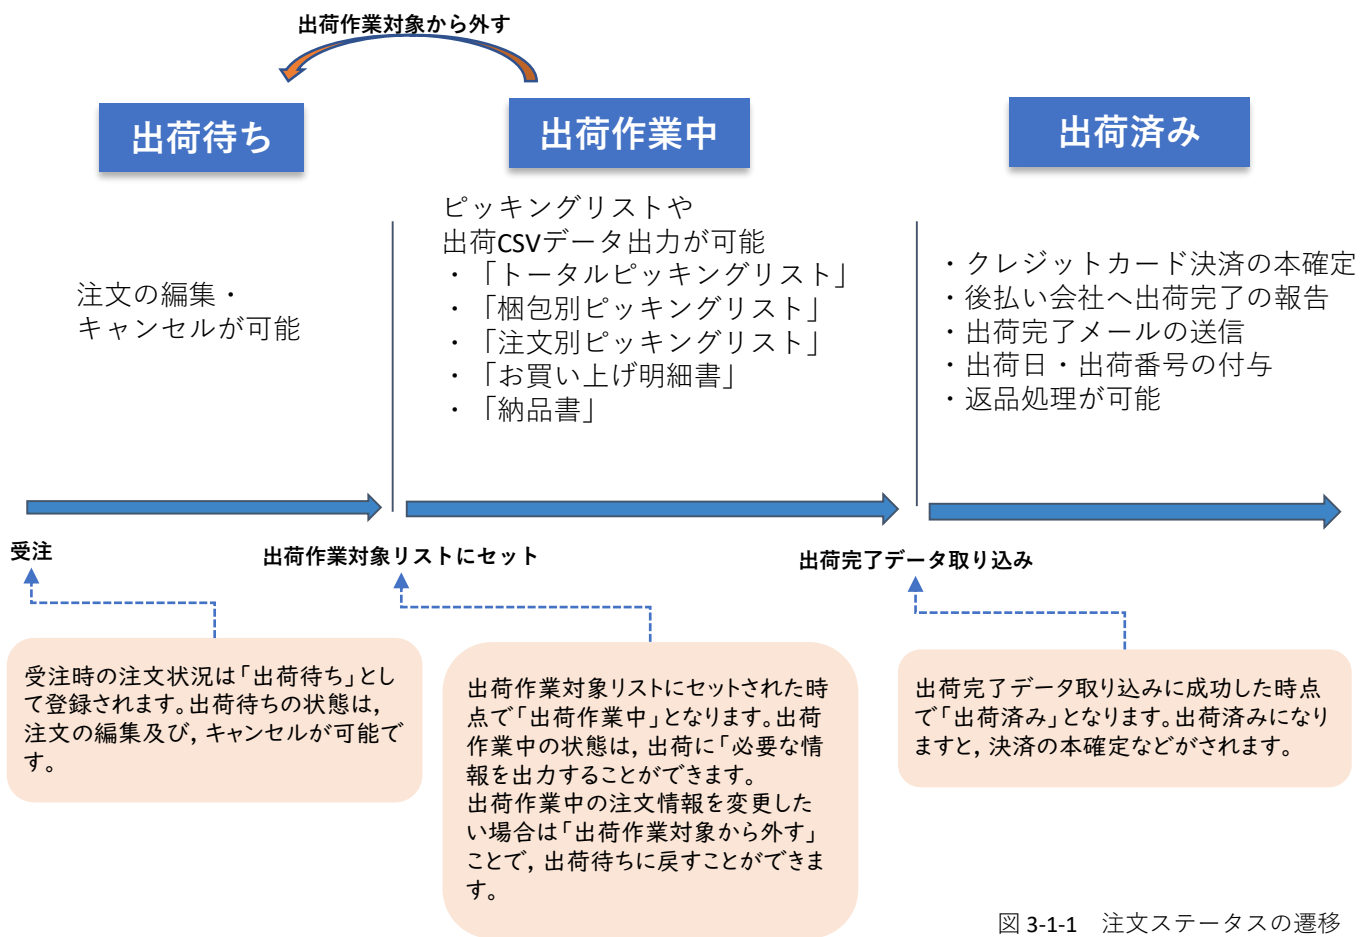 出荷作業対象から外す
出荷待ち
出荷作業中
出荷済み
注文の編集・
キャンセルが可能
ピッキングリストや
出荷CSVデータ出力が可能
・「トータルピッキングリスト」
・「梱包別ピッキングリスト」
・「注文別ピッキングリスト」
・「お買い上げ明細書」
・「納品書」
・クレジットカード決済の本確定
・後払い会社へ出荷完了の報告
・出荷完了メールの送信
・出荷日・出荷番号の付与
・返品処理が可能
受注
出荷作業対象リストにセット
出荷完了データ取り込み
受注時の注文状況は「出荷待ち」とし
て登録されます。出荷待ちの状態は,
注文の編集及び, キャンセルが可能で
す。
出荷作業対象リストにセットされた時
点で「出荷作業中」となります。出荷
作業中の状態は, 出荷に「必要な情
報を出力することができます。
出荷作業中の注文情報を変更した
い場合は「出荷作業対象から外す」
ことで, 出荷待ちに戻すことができま
す。
出荷完了データ取り込みに成功した時点
で「出荷済み」となります。出荷済みになり
ますと, 決済の本確定などがされます。
図 3-1-1　注文ステータスの遷移